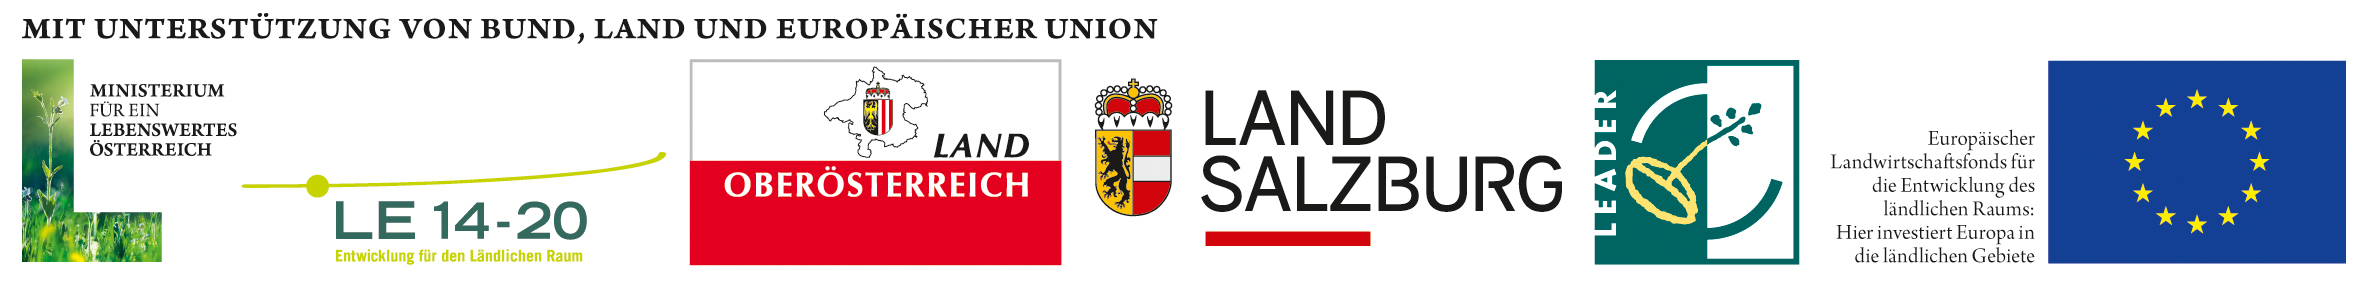 MIT UNTERSTÜTZUNG VON BUND, LAND UND EUROPÄISCHER UNION
MINISTERIUM
FÜR EIN
LEBENSWERTES
ÖSTERREICH
LE 14-20
Entwicklung für den Ländlichen Raum
LAND
OBERÖSTERREICH
LAND
SALZBURG
LEADER
Europäischer
Landwirtschaftsfonds für
die Entwicklung des
ländlichen Raums:
Hier investiert Europa in
die ländlichen Gebiete